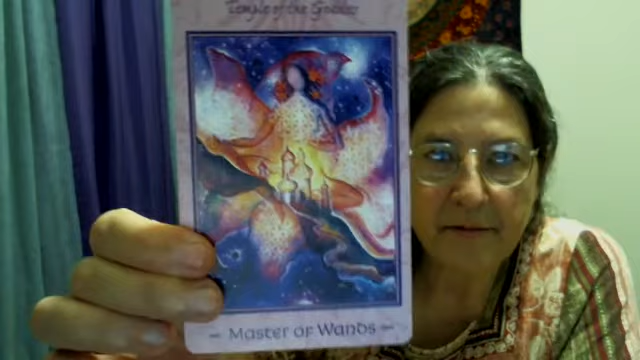 Temple of the Goddess
~ Master of Wands ~